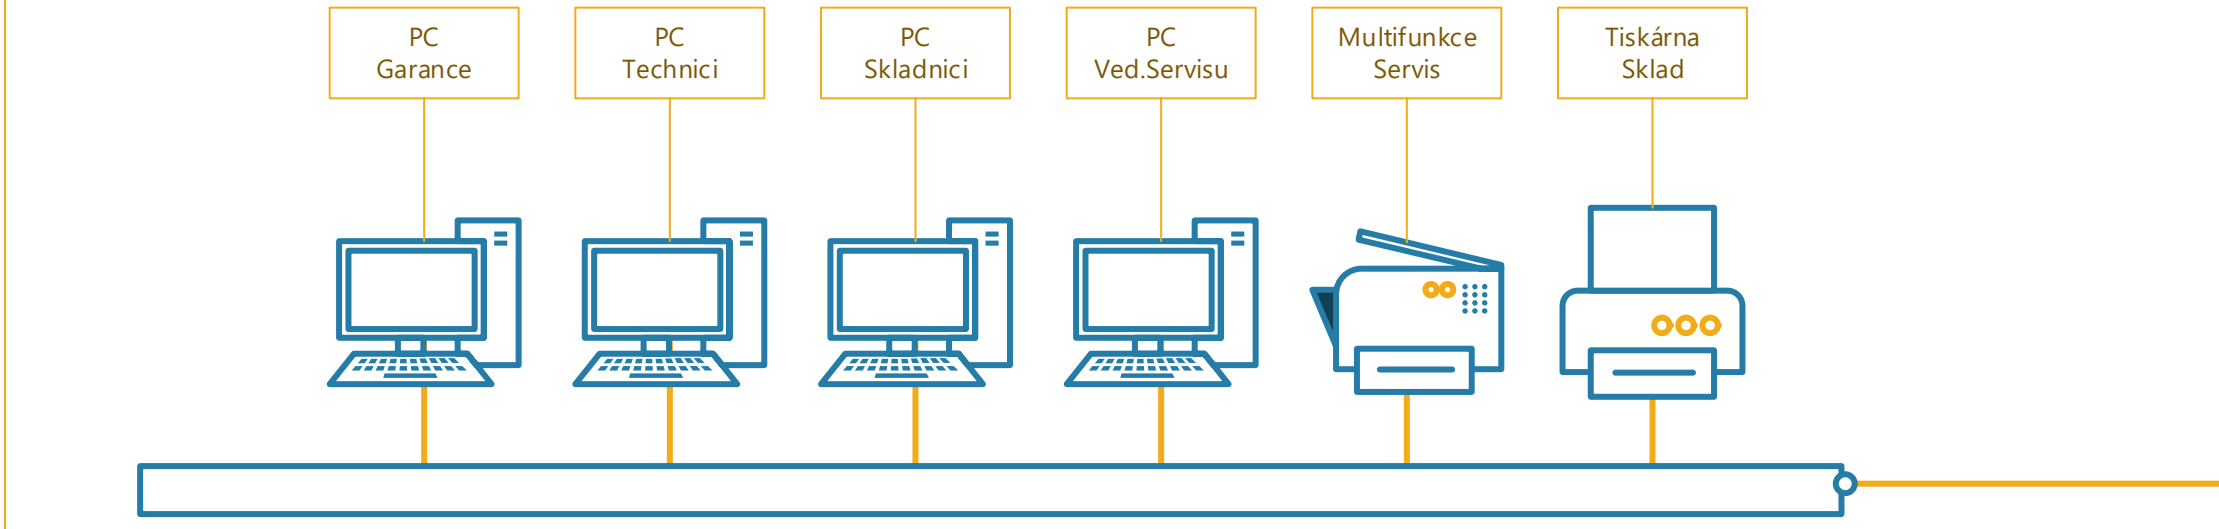 PC
Garance
PC
Technici
PC
Skladnici
PC
Ved.Servisu
Multifunkce
Servis
Tiskárna
Sklad